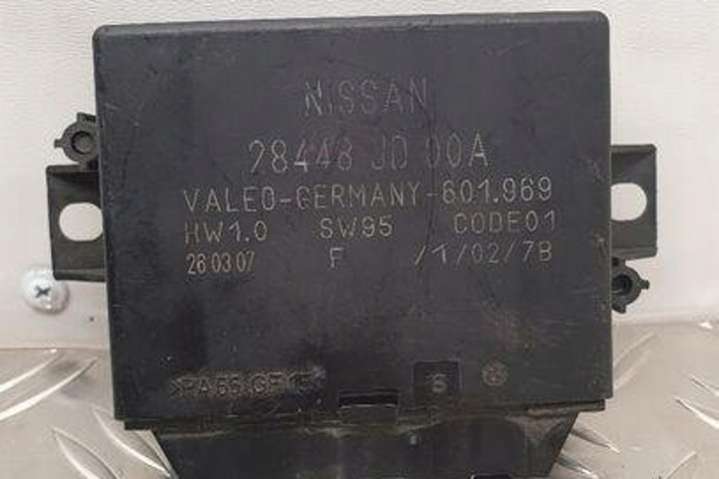 NISSAN
28448 JD 00A
VALEO-GERMANY-601.969
HW1.0 SW95 CODE01
26 03 07 F /1/02/7B
>PA66 GF15<
S